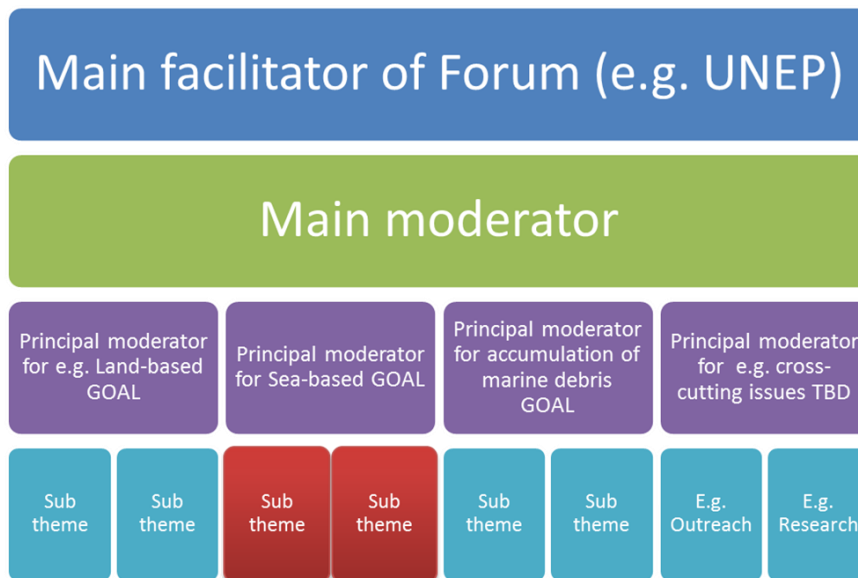 Main facilitator of Forum (e.g. UNEP)
Main moderator
Principal moderator
for e.g. Land-based
GOAL
Principal moderator
for Sea-based GOAL
Principal moderator
for accumulation of
marine debris
GOAL
Principal moderator
for e.g. cross-
cutting issues TBD
Sub
theme
Sub
theme
Sub
theme
Sub
theme
Sub
theme
Sub
theme
E.g.
Outreach
E.g.
Research